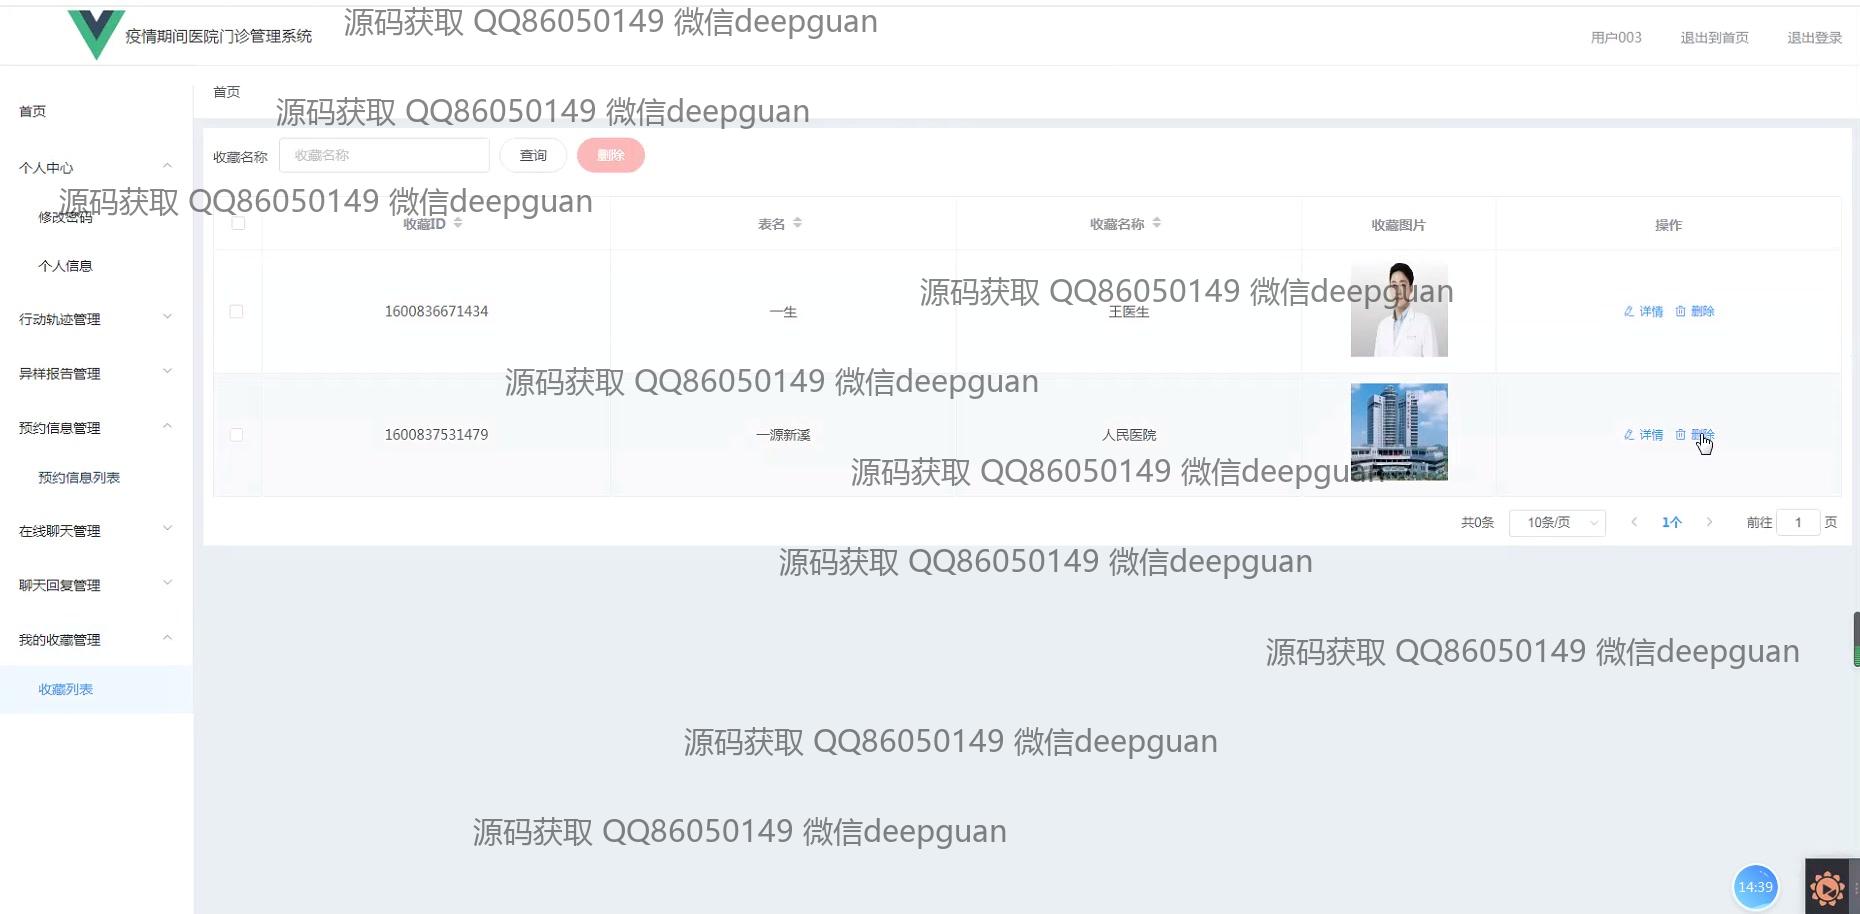 源码获取 QQ86050149 微信deepguan
疫情期间医院门诊管理系统
用户003
退出到首页
退出登录
首页
首页
源码获取 QQ86050149 微信deepguan
收藏名称
收藏名称
查询
删除
个人中心
源码获取 QQ86050149 微信deepguan
修改密码
收藏ID
表名
收藏名称
收藏图片
操作
个人信息
源码获取 QQ86050149 微信deepguan
1600836671434
一生
王医生
详情
删除
行动轨迹管理
异样报告管理
源码获取 QQ86050149 微信deepguan
预约信息管理
1600837531479
一源新溪
人民医院
详情
删除
源码获取 QQ86050149 微信deepguan
预约信息列表
共0条
10条/页
1个
前往
1
页
在线聊天管理
源码获取 QQ86050149 微信deepguan
聊天回复管理
我的收藏管理
源码获取 QQ86050149 微信deepguan
收藏列表
源码获取 QQ86050149 微信deepguan
源码获取 QQ86050149 微信deepguan
14:39